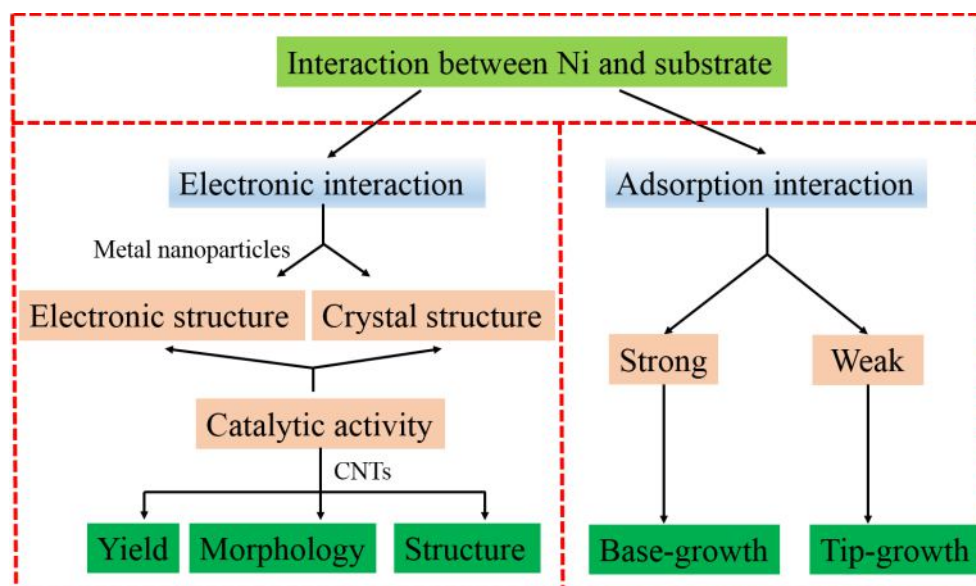 Interaction between Ni and substrate
Electronic interaction
Adsorption interaction
Metal nanoparticles
Electronic structure
Crystal structure
Strong
Weak
Catalytic activity
CNTs
Yield
Morphology
Structure
Base-growth
Tip-growth